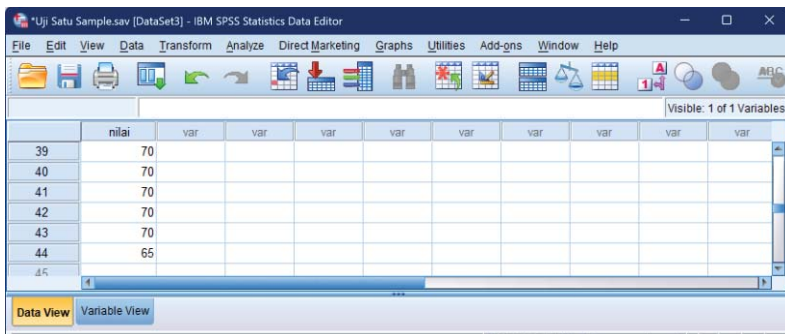 *Uji Satu Sample.sav [DataSet3] - IBM SPSS Statistics Data Editor
File Edit View Data Transform Analyze Direct Marketing Graphs Utilities Add-ons Window Help
A
1
ABC
Visible: 1 of 1 Variables
nilai var var var var var var var var var
39 70
40 70
41 70
42 70
43 70
44 65
45
Data View Variable View